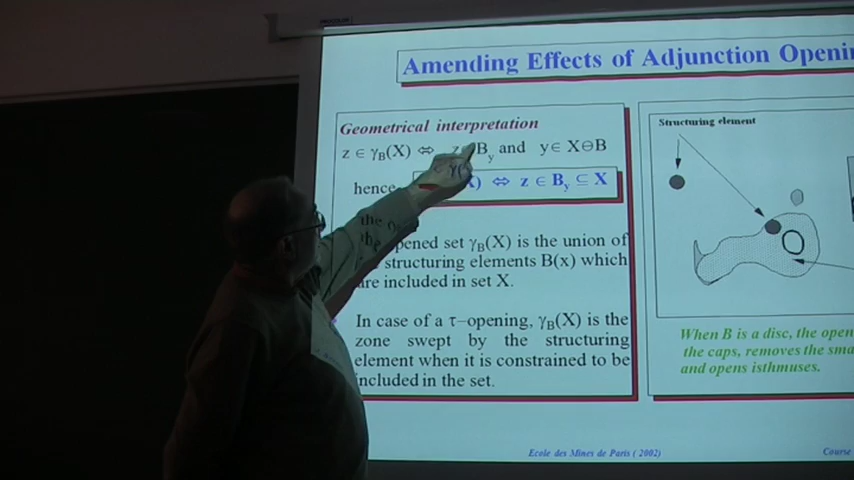 Amending Effects of Adjunction
Geometrical interpretation
z ∈ γB(X) ⇔ By and y ∈ X⊖B
hence X) ⇔ z ∈ By ⊆ X
the
the opened set γB(X) is the union of
structuring elements B(x) which
are included in set X.
In case of a τ–opening, γB(X) is the
zone swept by the structuring
element when it is constrained to be
included in the set.
Structuring element
When B is a disc, the
the caps, removes the
and opens isthmuses.
Ecole des Mines de Paris ( 2002)
Course